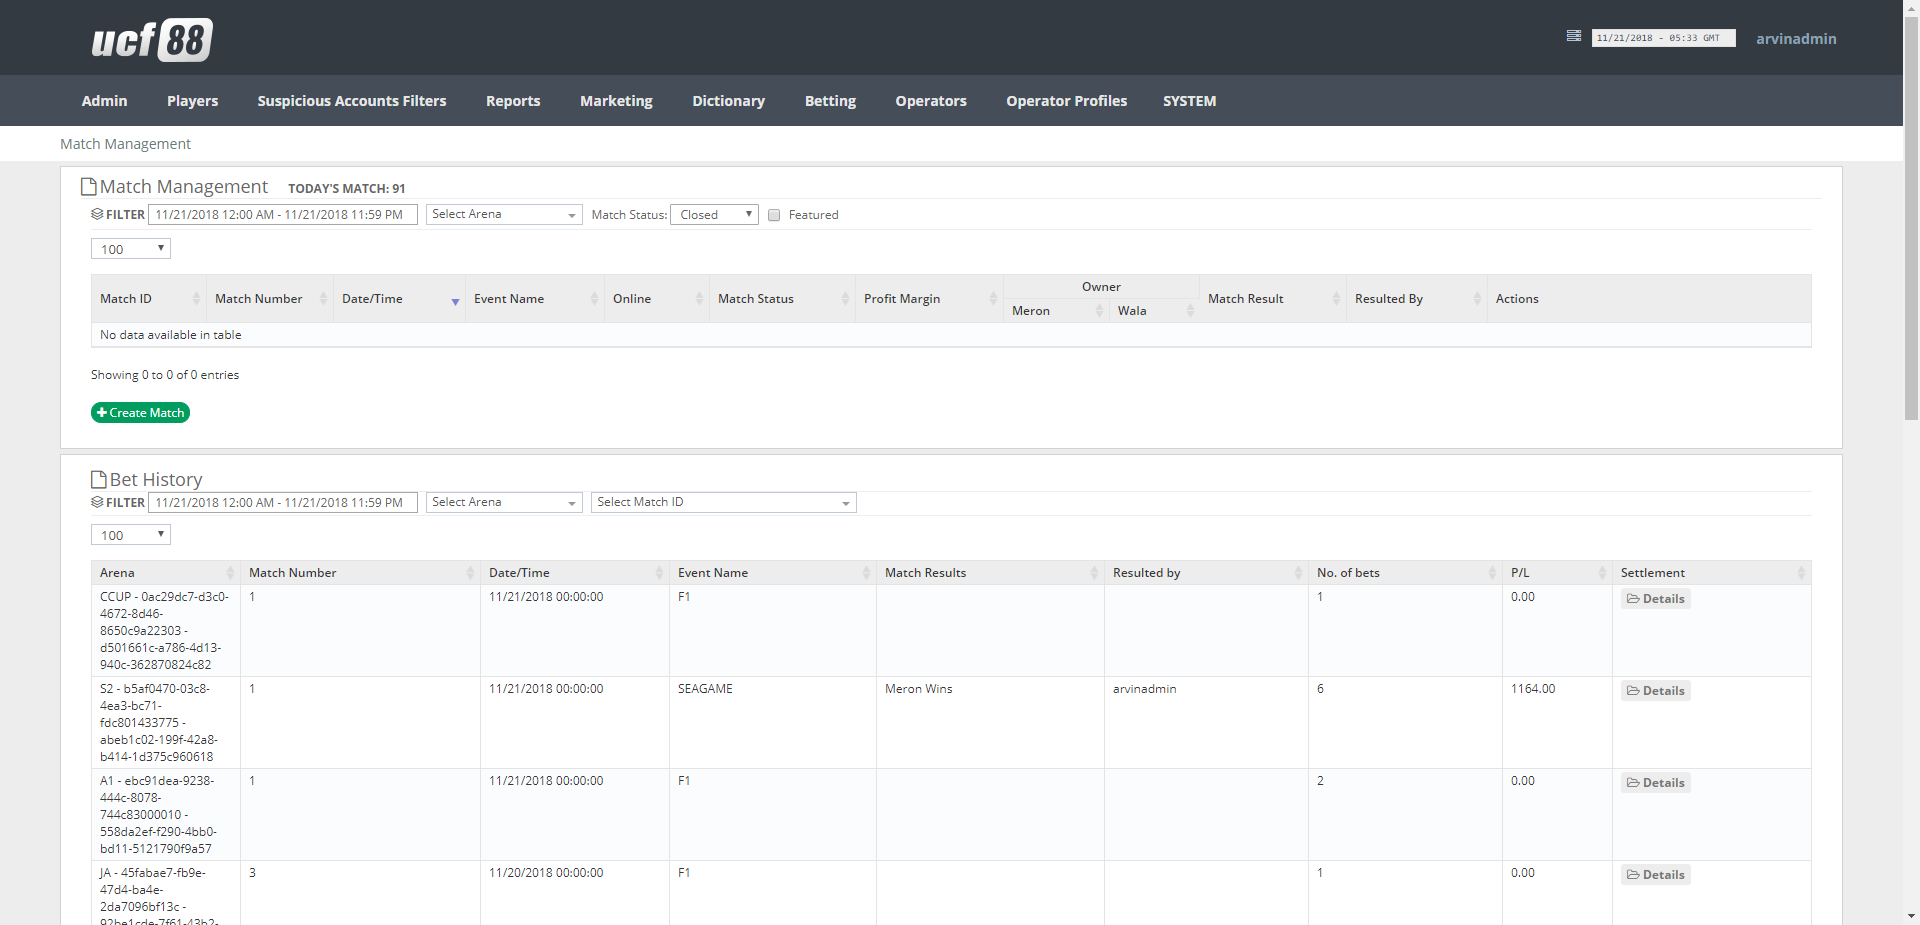 ucf88
11/21/2018 - 05:33 GMT
arvinadmin
Admin Players Suspicious Accounts Filters Reports Marketing Dictionary Betting Operators Operator Profiles SYSTEM
Match Management
Match Management TODAY'S MATCH: 91
FILTER 11/21/2018 12:00 AM - 11/21/2018 11:59 PM Select Arena Match Status: Closed Featured
100
Owner
Match ID Match Number Date/Time Event Name Online Match Status Profit Margin Match Result Resulted By Actions
Meron Wala
No data available in table
Showing 0 to 0 of 0 entries
Create Match
Bet History
FILTER 11/21/2018 12:00 AM - 11/21/2018 11:59 PM Select Arena Select Match ID
100
Arena Match Number Date/Time Event Name Match Results Resulted by No. of bets P/L Settlement
CCUP - 0ac29dc7-d3c0- 1 11/21/2018 00:00:00 F1 1 0.00 Details
4672-8d46-
8650c9a22303 -
d501661c-a786-4d13-
940c-362870824c82
S2 - b5af0470-03c8- 1 11/21/2018 00:00:00 SEAGAME Meron Wins arvinadmin 6 1164.00 Details
4ea3-bc71-
fdc801433775 -
abeb1c02-199f-42a8-
b414-1d375c960618
A1 - ebc91dea-9238- 1 11/21/2018 00:00:00 F1 2 0.00 Details
444c-8078-
744c83000010 -
558da2ef-f290-4bb0-
bd11-5121790f9a57
JA - 45fabae7-fb9e- 3 11/20/2018 00:00:00 F1 1 0.00 Details
47d4-ba4e-
2da7096bf13c -